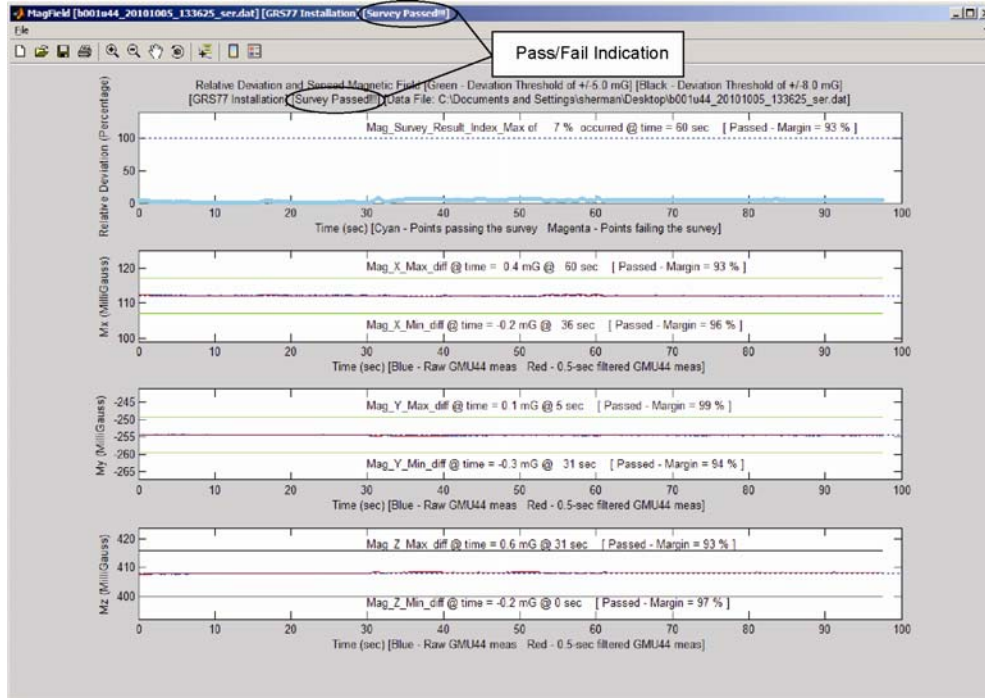 MagField [b001u44_20101005_133625_ser.dat] [GRS77 Installation] [Survey Passed!!!]
File
Pass/Fail Indication
Relative Deviation and Sensed Magnetic Field [Green - Deviation Threshold of +/-5.0 mG] [Black - Deviation Threshold of +/-8.0 mG]
[GRS77 Installation] [Survey Passed!!!] [Data File: C:\Documents and Settings\sherman\Desktop\b001u44_20101005_133625_ser.dat]
Relative Deviation (Percentage)
Mag_Survey_Result_Index_Max of 7 % occurred @ time = 60 sec [ Passed - Margin = 93 % ]
100
50
0
0 10 20 30 40 50 60 70 80 90 100
Time (sec) [Cyan - Points passing the survey Magenta - Points failing the survey]
Mx (MilliGauss)
Mag_X_Max_diff @ time = 0.4 mG @ 60 sec [ Passed - Margin = 93 % ]
120
110
100
Mag_X_Min_diff @ time = -0.2 mG @ 36 sec [ Passed - Margin = 96 % ]
0 10 20 30 40 50 60 70 80 90 100
Time (sec) [Blue - Raw GMU44 meas Red - 0.5-sec filtered GMU44 meas]
My (MilliGauss)
Mag_Y_Max_diff @ time = 0.1 mG @ 5 sec [ Passed - Margin = 99 % ]
-245
-250
-255
-260
-265
Mag_Y_Min_diff @ time = -0.3 mG @ 31 sec [ Passed - Margin = 94 % ]
0 10 20 30 40 50 60 70 80 90 100
Time (sec) [Blue - Raw GMU44 meas Red - 0.5-sec filtered GMU44 meas]
Mz (MilliGauss)
Mag_Z_Max_diff @ time = 0.6 mG @ 31 sec [ Passed - Margin = 93 % ]
420
410
400
Mag_Z_Min_diff @ time = -0.2 mG @ 0 sec [ Passed - Margin = 97 % ]
0 10 20 30 40 50 60 70 80 90 100
Time (sec) [Blue - Raw GMU44 meas Red - 0.5-sec filtered GMU44 meas]